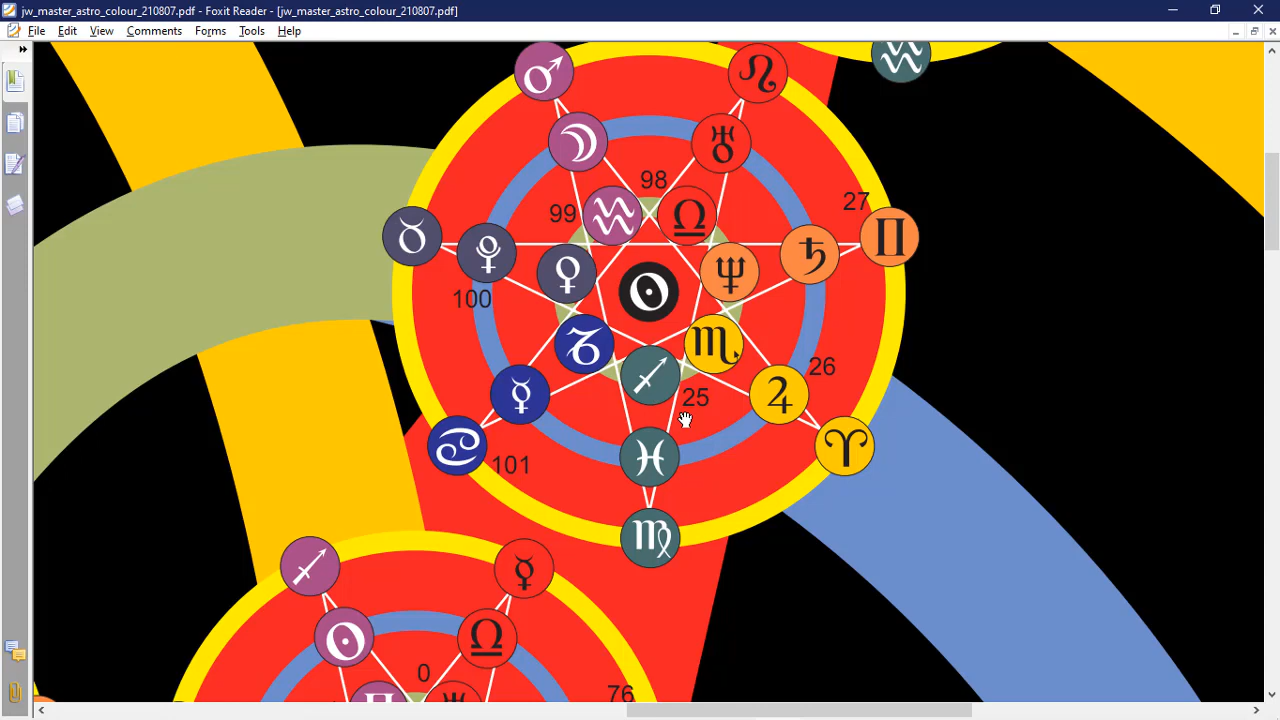 jw_master_astro_colour_210807.pdf - Foxit Reader - [jw_master_astro_colour_210807.pdf]
File Edit View Comments Forms Tools Help
♂ ♌ ♒
☽ ♅
98
99 ♒ ♎ 27
♉ ♇ ♀ ☉ ♆ ♄ ♊
100
♑ ♏
♐ 26
☿ 25 ♃
♋ 101 ♓ ♈
♍
♐ ☿
☉ ♎
0
♊ ♅ 76